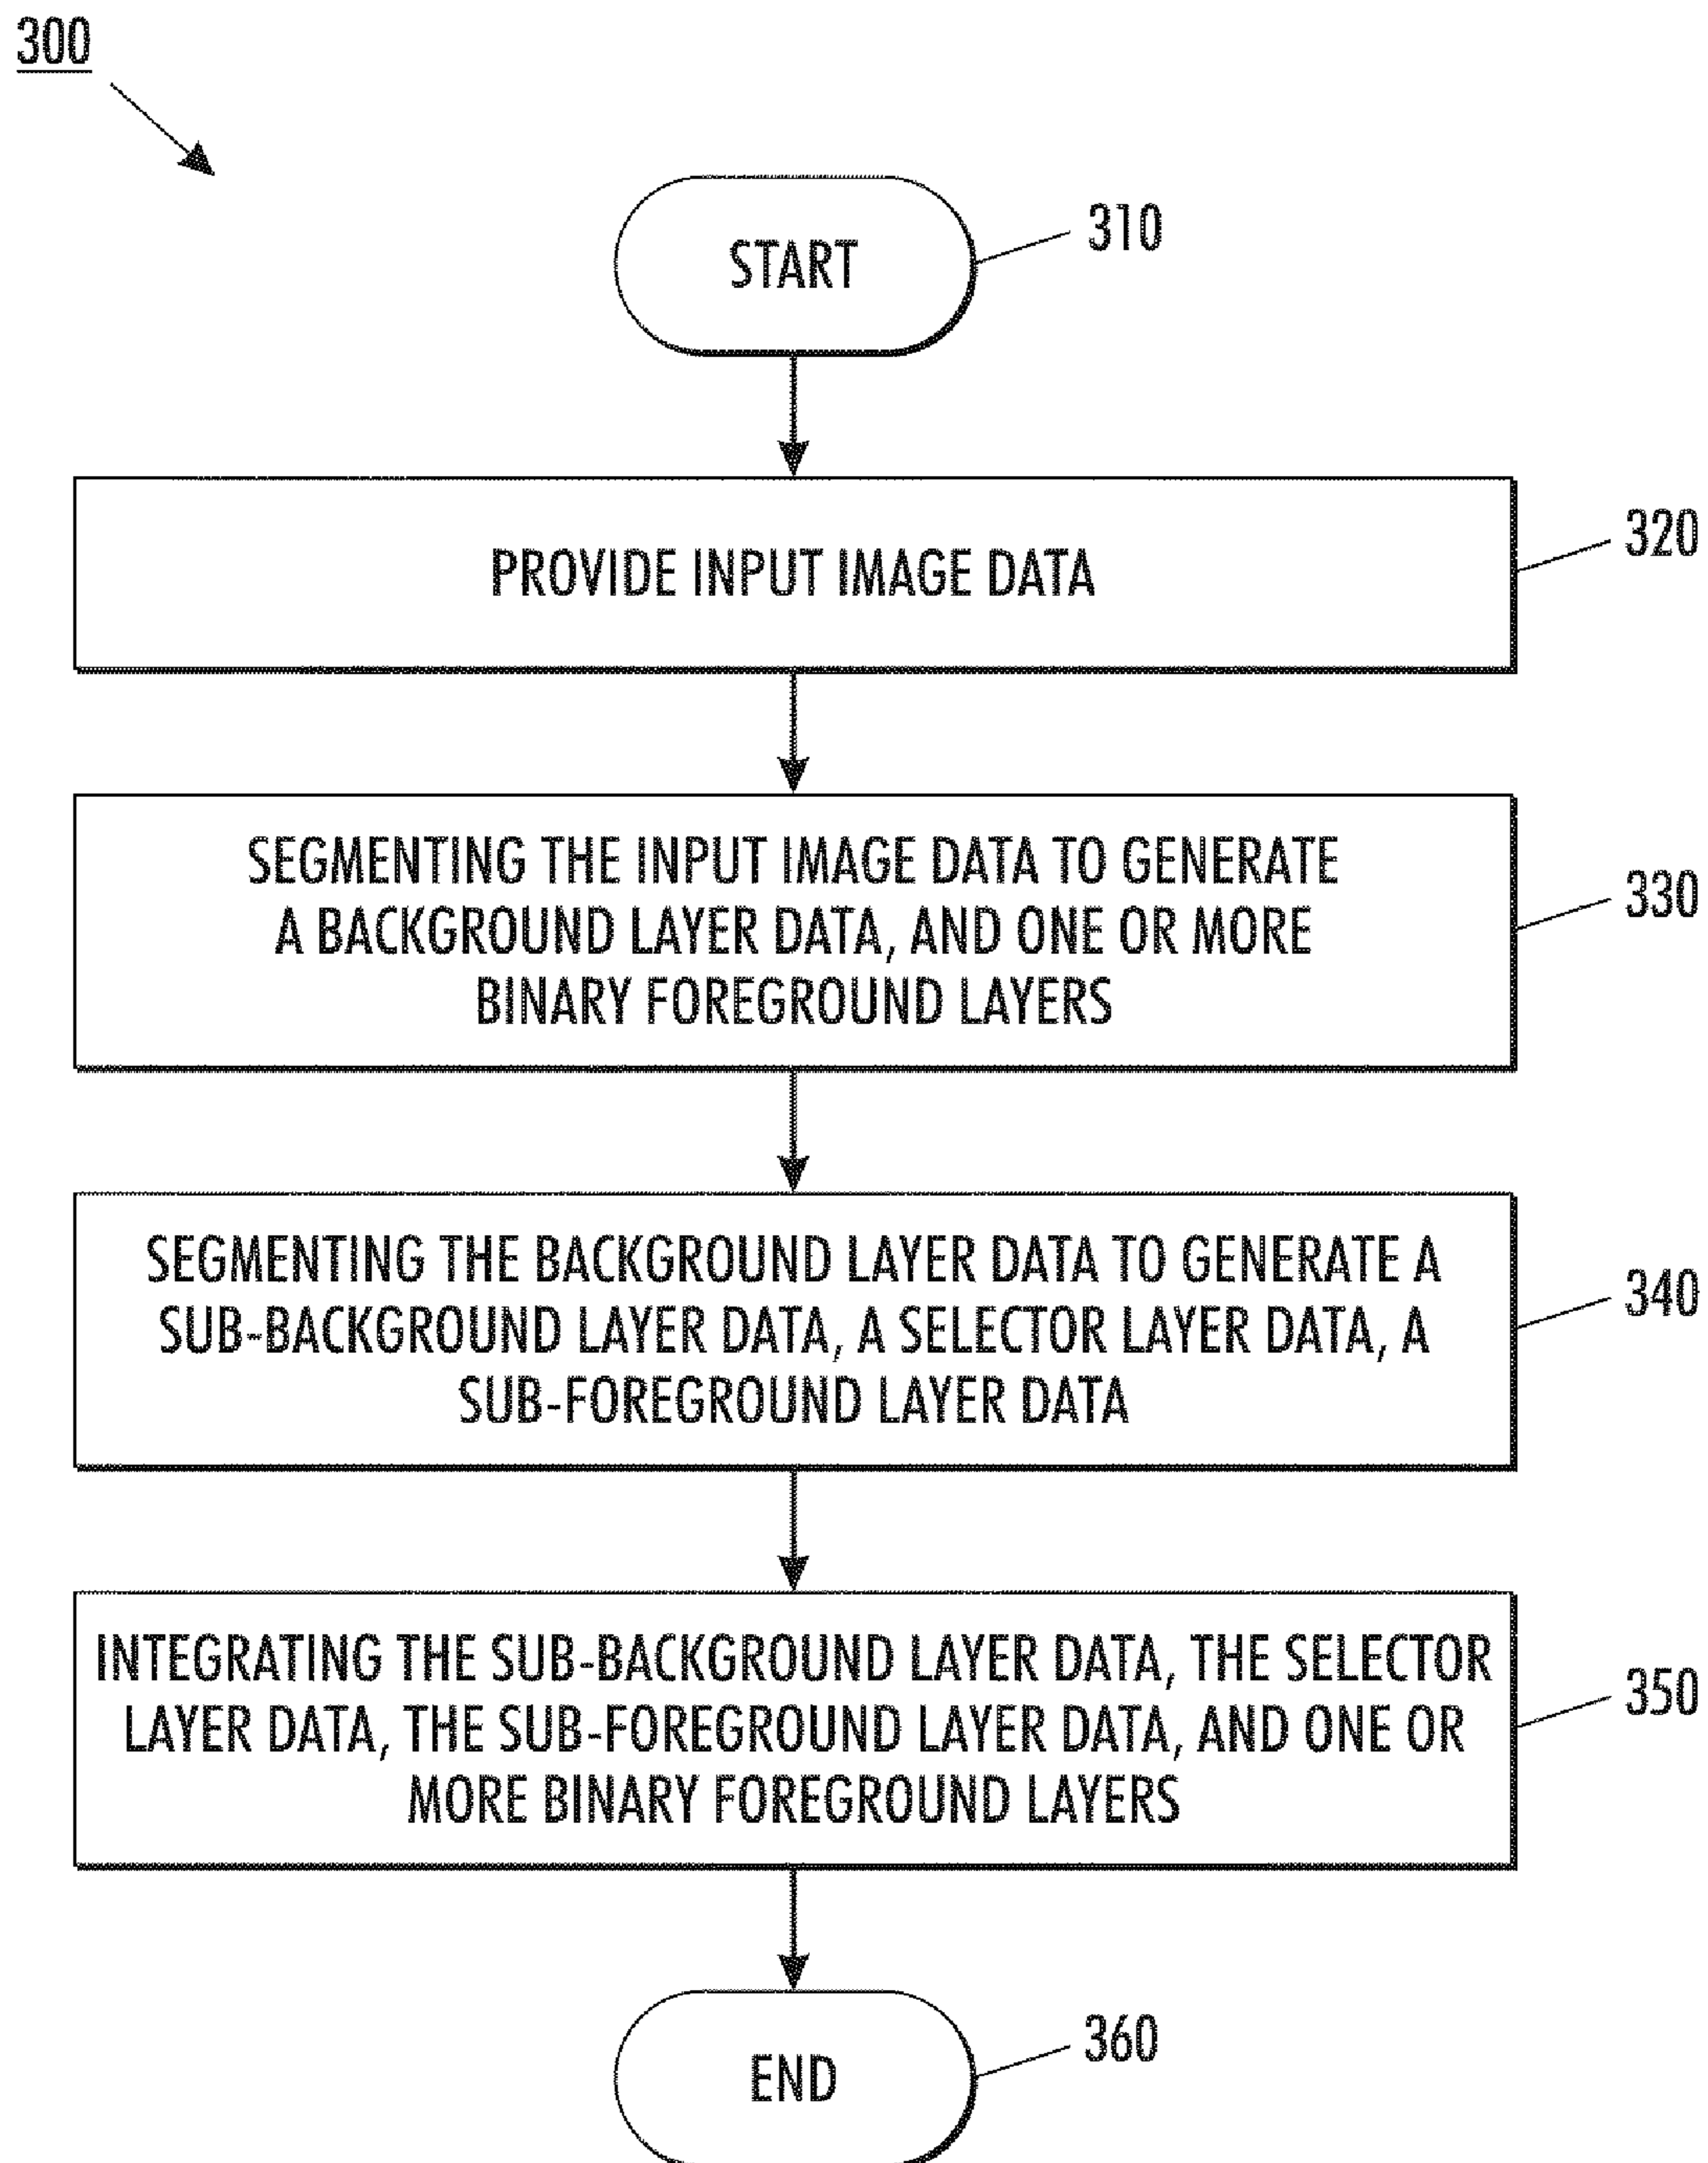 300
START
310
PROVIDE INPUT IMAGE DATA
320
SEGMENTING THE INPUT IMAGE DATA TO GENERATE
A BACKGROUND LAYER DATA, AND ONE OR MORE
BINARY FOREGROUND LAYERS
330
SEGMENTING THE BACKGROUND LAYER DATA TO GENERATE A
SUB-BACKGROUND LAYER DATA, A SELECTOR LAYER DATA, A
SUB-FOREGROUND LAYER DATA
340
INTEGRATING THE SUB-BACKGROUND LAYER DATA, THE SELECTOR
LAYER DATA, THE SUB-FOREGROUND LAYER DATA, AND ONE OR
MORE BINARY FOREGROUND LAYERS
350
END
360